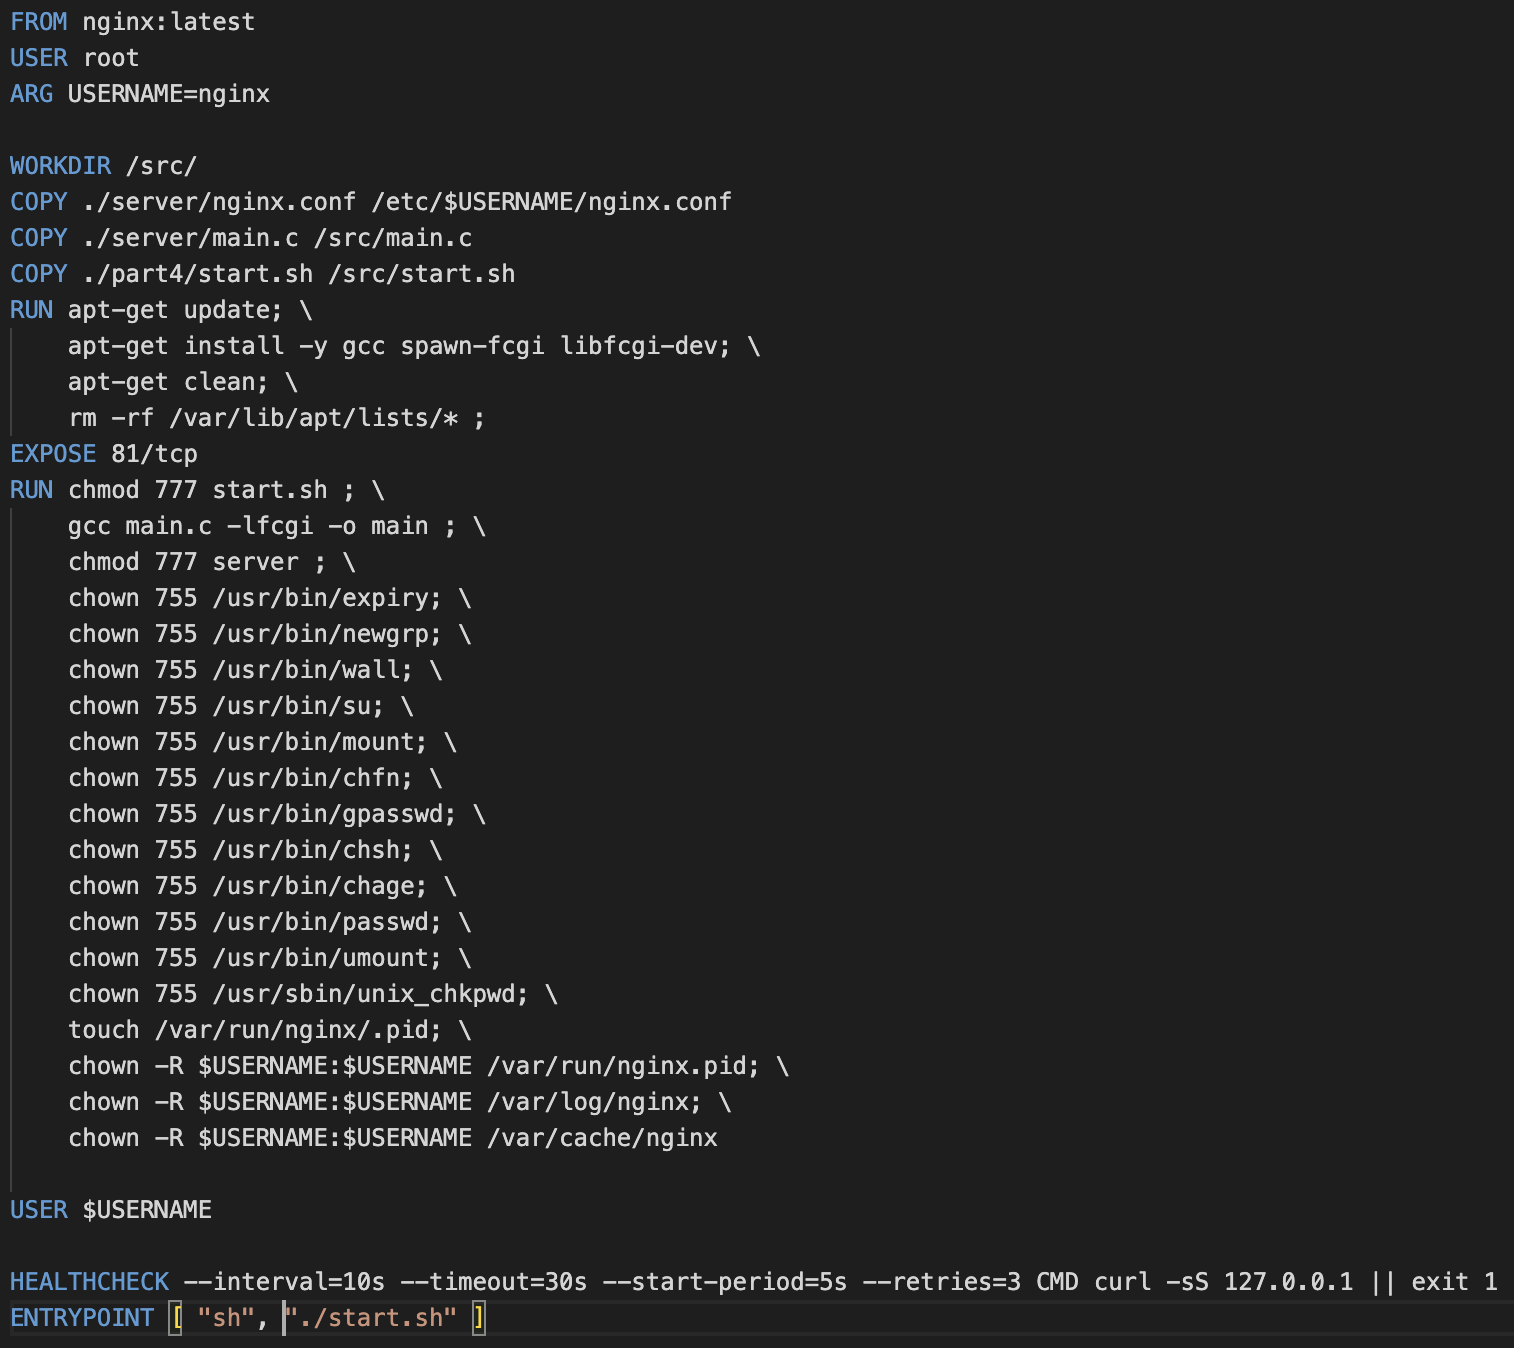 FROM nginx:latest
USER root
ARG USERNAME=nginx
WORKDIR /src/
COPY ./server/nginx.conf /etc/$USERNAME/nginx.conf
COPY ./server/main.c /src/main.c
COPY ./part4/start.sh /src/start.sh
RUN apt-get update; \
    apt-get install -y gcc spawn-fcgi libfcgi-dev; \
    apt-get clean; \
    rm -rf /var/lib/apt/lists/* ;
EXPOSE 81/tcp
RUN chmod 777 start.sh ; \
    gcc main.c -lfcgi -o main ; \
    chmod 777 server ; \
    chown 755 /usr/bin/expiry; \
    chown 755 /usr/bin/newgrp; \
    chown 755 /usr/bin/wall; \
    chown 755 /usr/bin/su; \
    chown 755 /usr/bin/mount; \
    chown 755 /usr/bin/chfn; \
    chown 755 /usr/bin/gpasswd; \
    chown 755 /usr/bin/chsh; \
    chown 755 /usr/bin/chage; \
    chown 755 /usr/bin/passwd; \
    chown 755 /usr/bin/umount; \
    chown 755 /usr/sbin/unix_chkpwd; \
    touch /var/run/nginx/.pid; \
    chown -R $USERNAME:$USERNAME /var/run/nginx.pid; \
    chown -R $USERNAME:$USERNAME /var/log/nginx; \
    chown -R $USERNAME:$USERNAME /var/cache/nginx
USER $USERNAME
HEALTHCHECK --interval=10s --timeout=30s --start-period=5s --retries=3 CMD curl -sS 127.0.0.1 || exit 1
ENTRYPOINT [ "sh", "./start.sh" ]